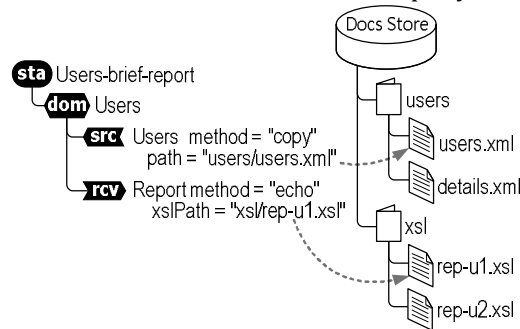 Docs Store
sta Users-brief-report
dom Users
src Users method = "copy"
path = "users/users.xml"
rcv Report method = "echo"
xslPath = "xsl/rep-u1.xsl"
users
users.xml
details.xml
xsl
rep-u1.xsl
rep-u2.xsl